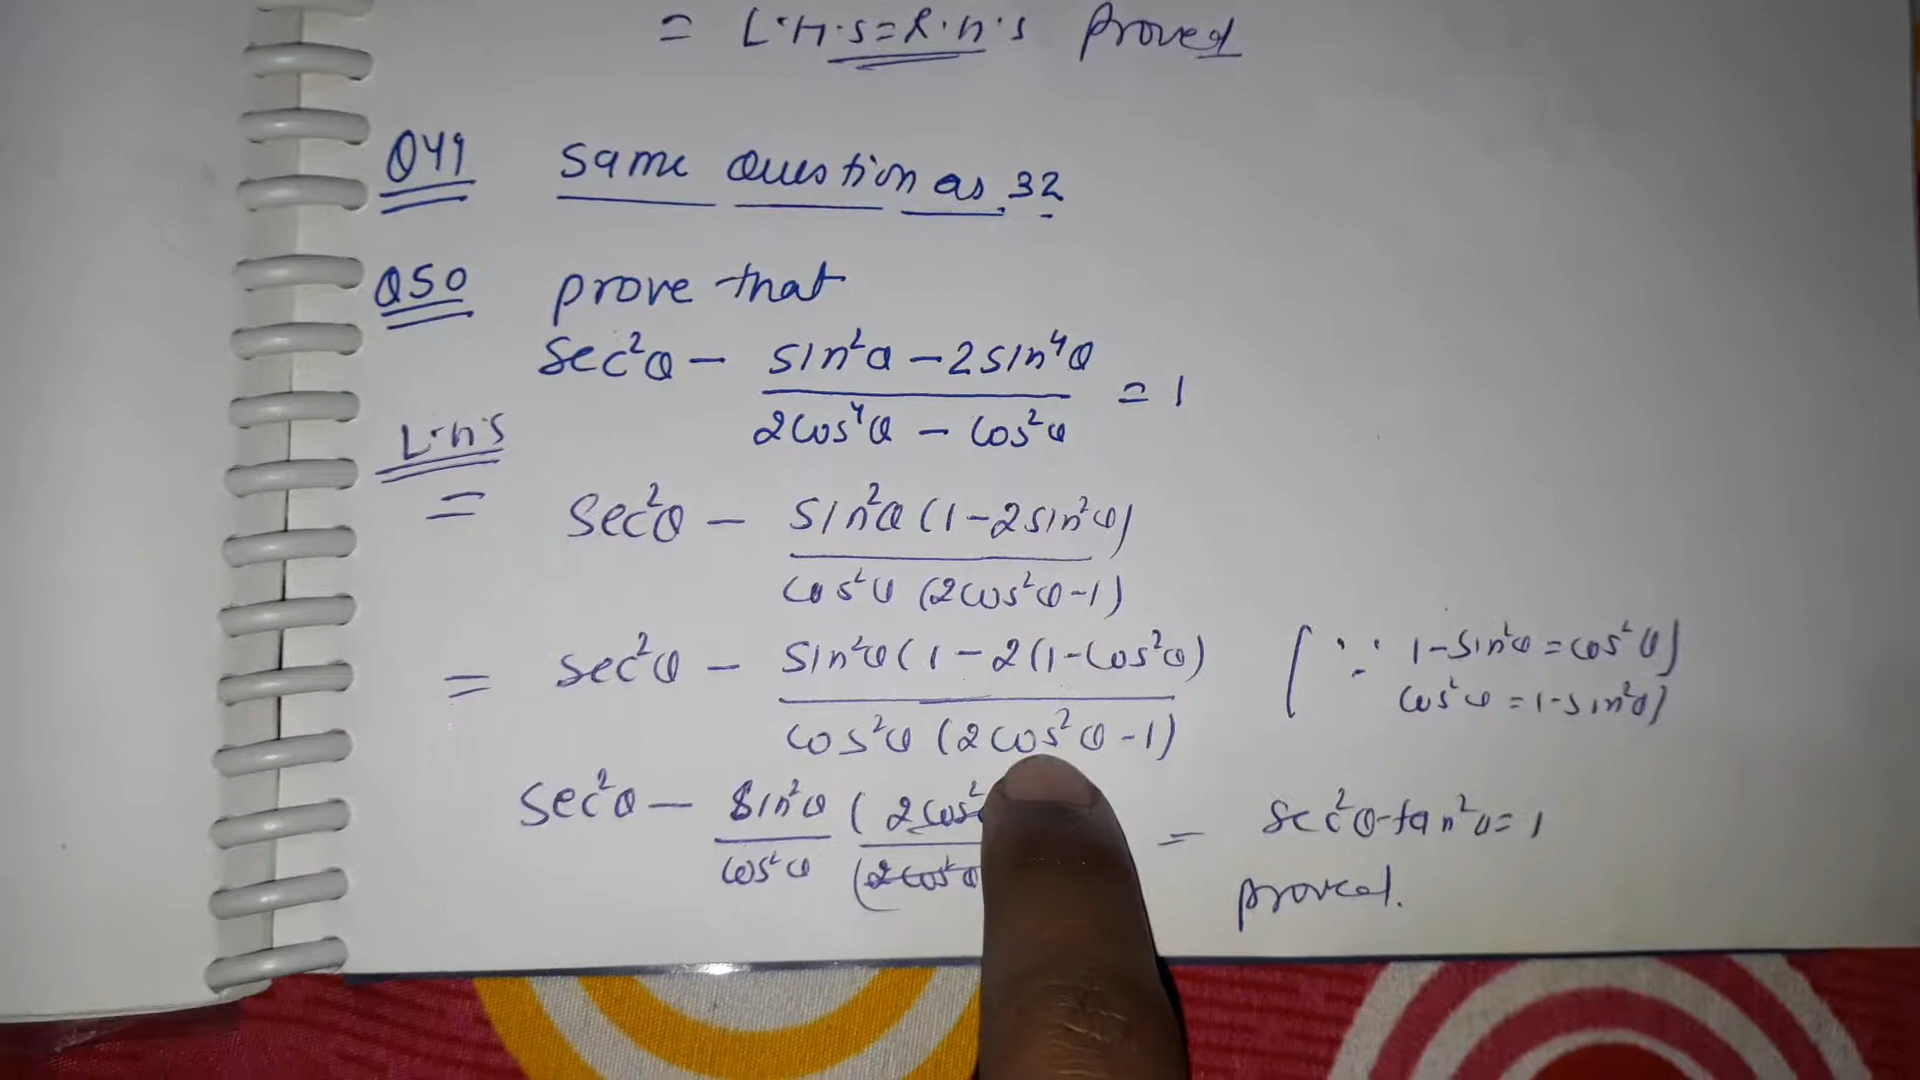 = L.H.S=R.H.S Proved
Q49 Same Question as 32
Q50 prove that
sec²θ - (sin²θ - 2sin⁴θ)/(2cos⁴θ - cos²θ) = 1
L.H.S
= sec²θ - sin²θ(1-2sin²θ)/cos²θ(2cos²θ-1)
= sec²θ - sin²θ(1-2(1-cos²θ)/cos²θ(2cos²θ-1) [∵ 1-sin²θ=cos²θ]
cos²θ=1-sin²θ)]
sec²θ - sin²θ/cos²θ (2cos²/(2cos²θ = sec²θ-tan²θ=1
proved.